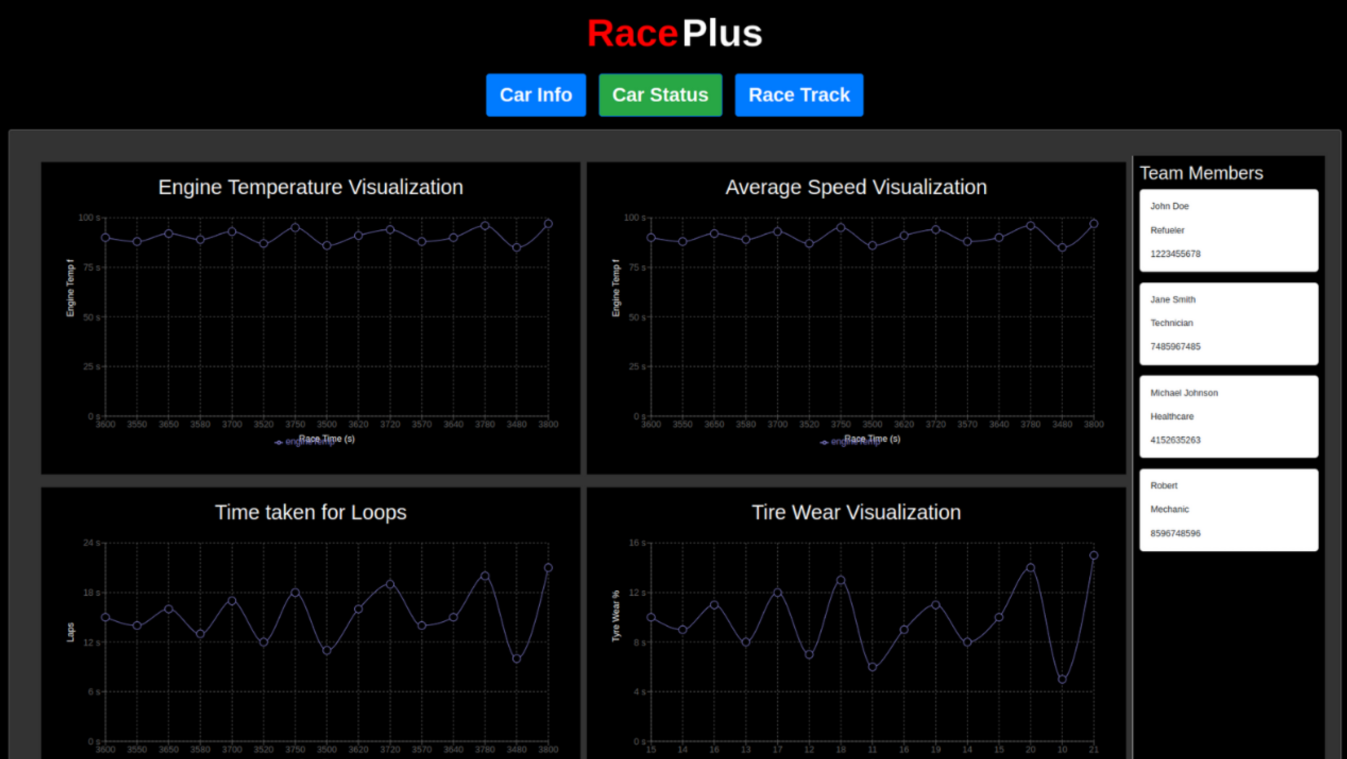 RacePlus
Car Info
Car Status
Race Track
Engine Temperature Visualization
100 s
75 s
50 s
25 s
0 s
Engine Temp f
3600 3550 3650 3580 3700 3520 3750 3500 3620 3720 3570 3640 3780 3480 3800
Race Time (s)
Average Speed Visualization
100 s
75 s
50 s
25 s
0 s
Engine Temp f
3600 3550 3650 3580 3700 3520 3750 3500 3620 3720 3570 3640 3780 3480 3800
Race Time (s)
Time taken for Loops
24 s
18 s
12 s
6 s
0 s
Laps
3600 3550 3650 3580 3700 3520 3750 3500 3620 3720 3570 3640 3780 3480 3800
Tire Wear Visualization
16 s
12 s
8 s
4 s
0 s
Tyre Wear %
15 14 16 13 17 12 18 11 16 19 14 15 20 10 21
Team Members
John Doe
Refueier
1223455678
Jane Smith
Technician
7485967485
Michael Johnson
Healthcare
4152635263
Robert
Mechanic
8596748596